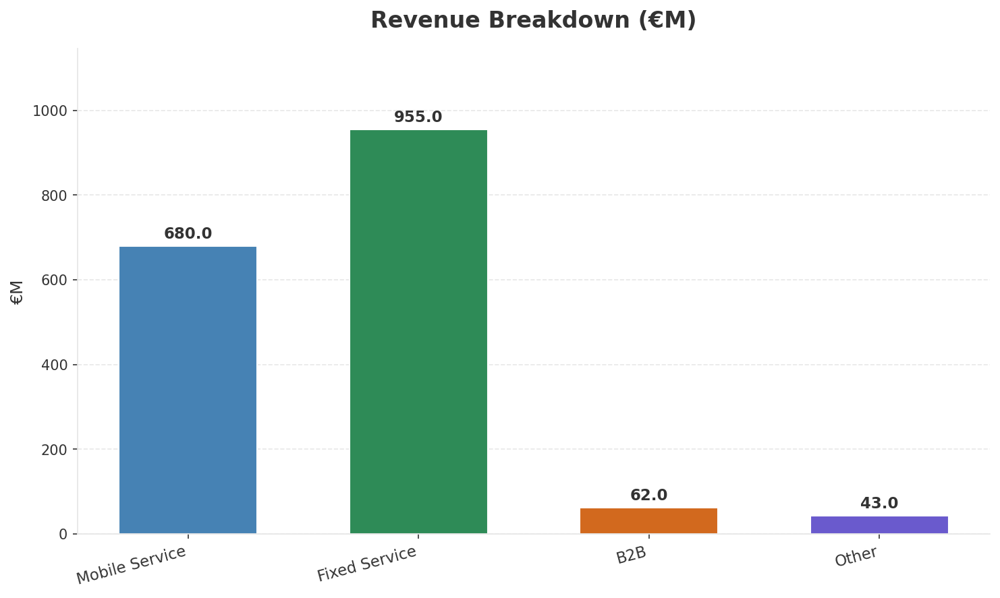 Revenue Breakdown (€M)
€M
1000
800
600
400
200
0
680.0
955.0
62.0
43.0
Mobile Service
Fixed Service
B2B
Other